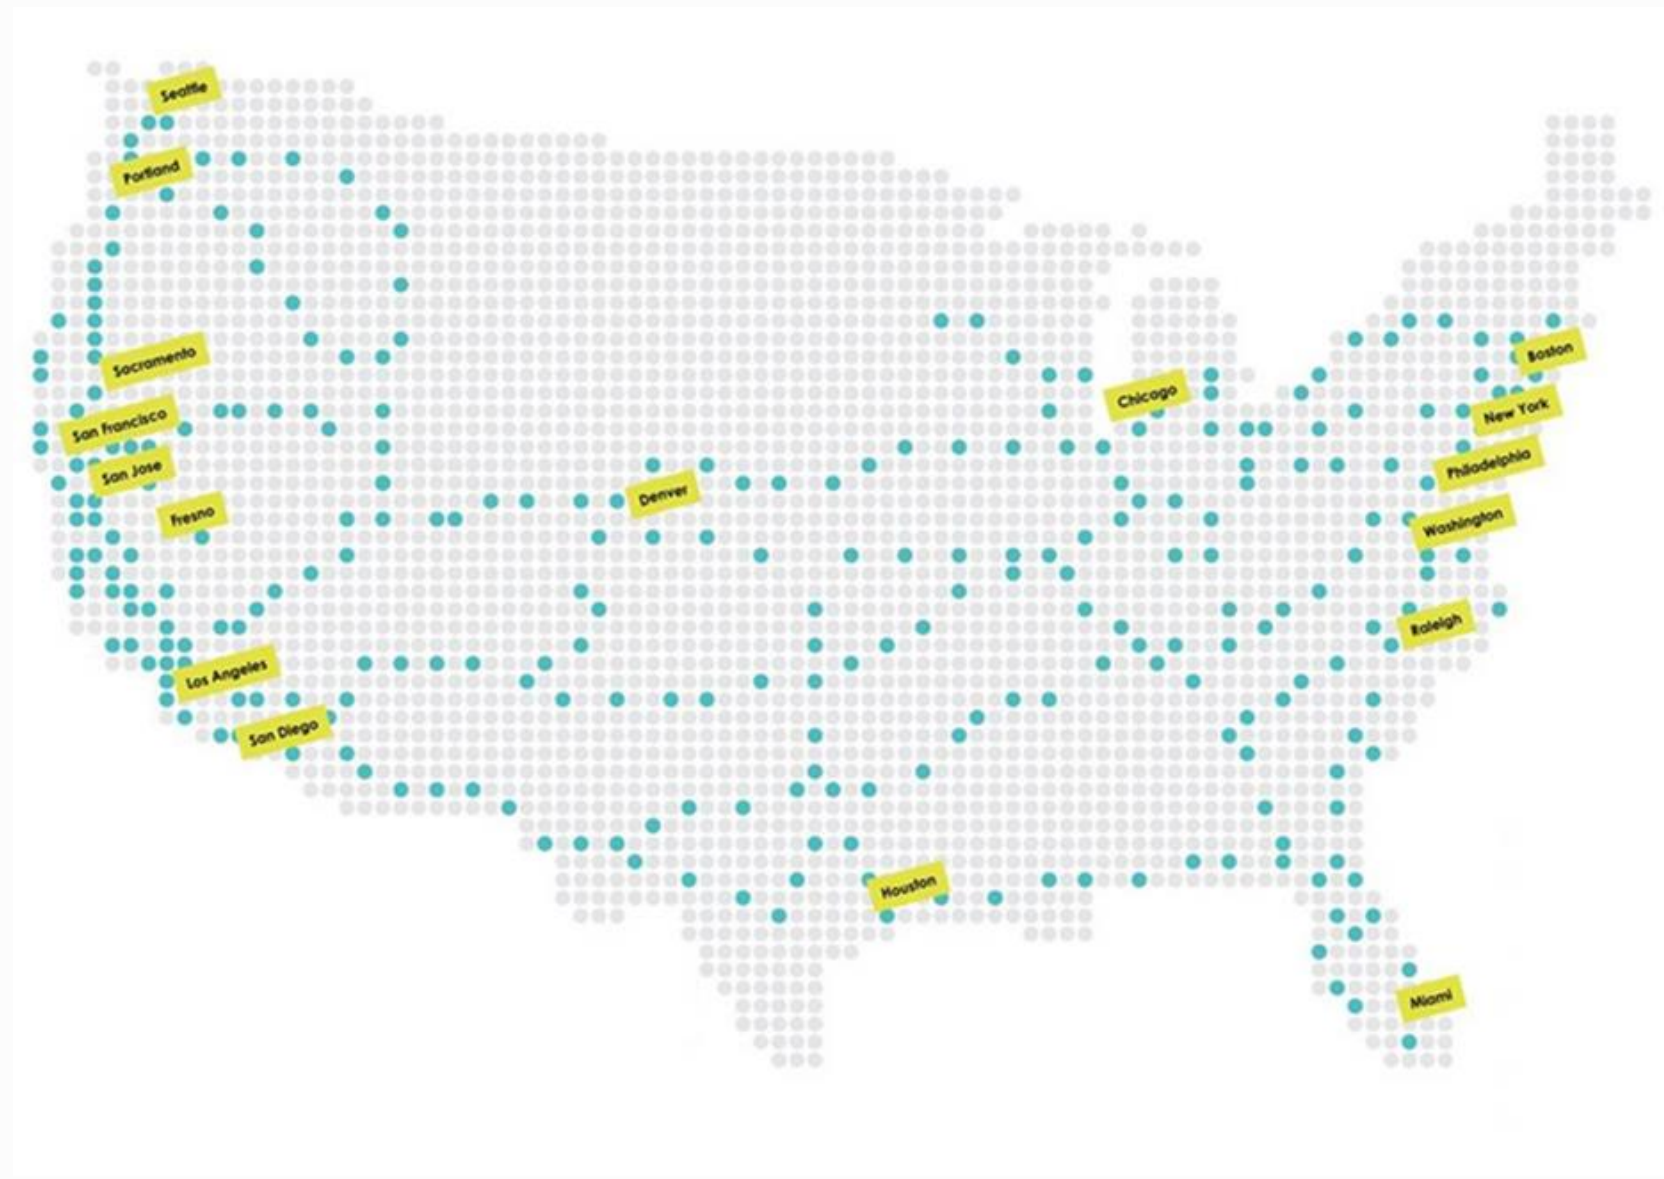 Seattle
Portland
Sacramento
San Francisco
San Jose
Fresno
Los Angeles
San Diego
Denver
Houston
Chicago
Boston
New York
Philadelphia
Washington
Raleigh
Miami